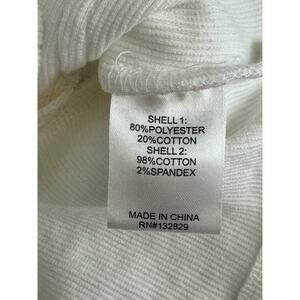 SHELL 1:
80%POLYESTER
20%COTTON
SHELL 2:
98%COTTON
2%SPANDEX
MADE IN CHINA
RN#132829